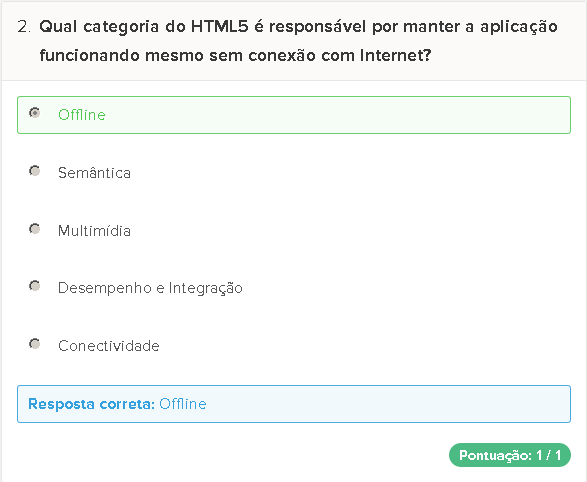 2. Qual categoria do HTML5 é responsável por manter a aplicação
funcionando mesmo sem conexão com Internet?
Offline
Semântica
Multimídia
Desempenho e Integração
Conectividade
Resposta correta: Offline
Pontuação: 1 / 1